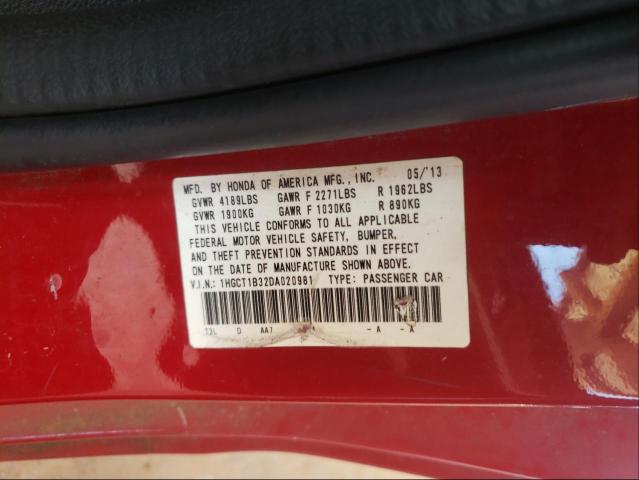 MFD. BY HONDA OF AMERICA MFG., INC. 05/'13
GVWR 4189LBS GAWR F 2271LBS R 1962LBS
GVWR 1900KG GAWR F 1030KG R 890KG
THIS VEHICLE CONFORMS TO ALL APPLICABLE
FEDERAL MOTOR VEHICLE SAFETY, BUMPER,
AND THEFT PREVENTION STANDARDS IN EFFECT
ON THE DATE OF MANUFACTURE SHOWN ABOVE.
V.I.N.: 1HGCT1B32DA020981 TYPE: PASSENGER CAR
T2L D AA7 -A -A